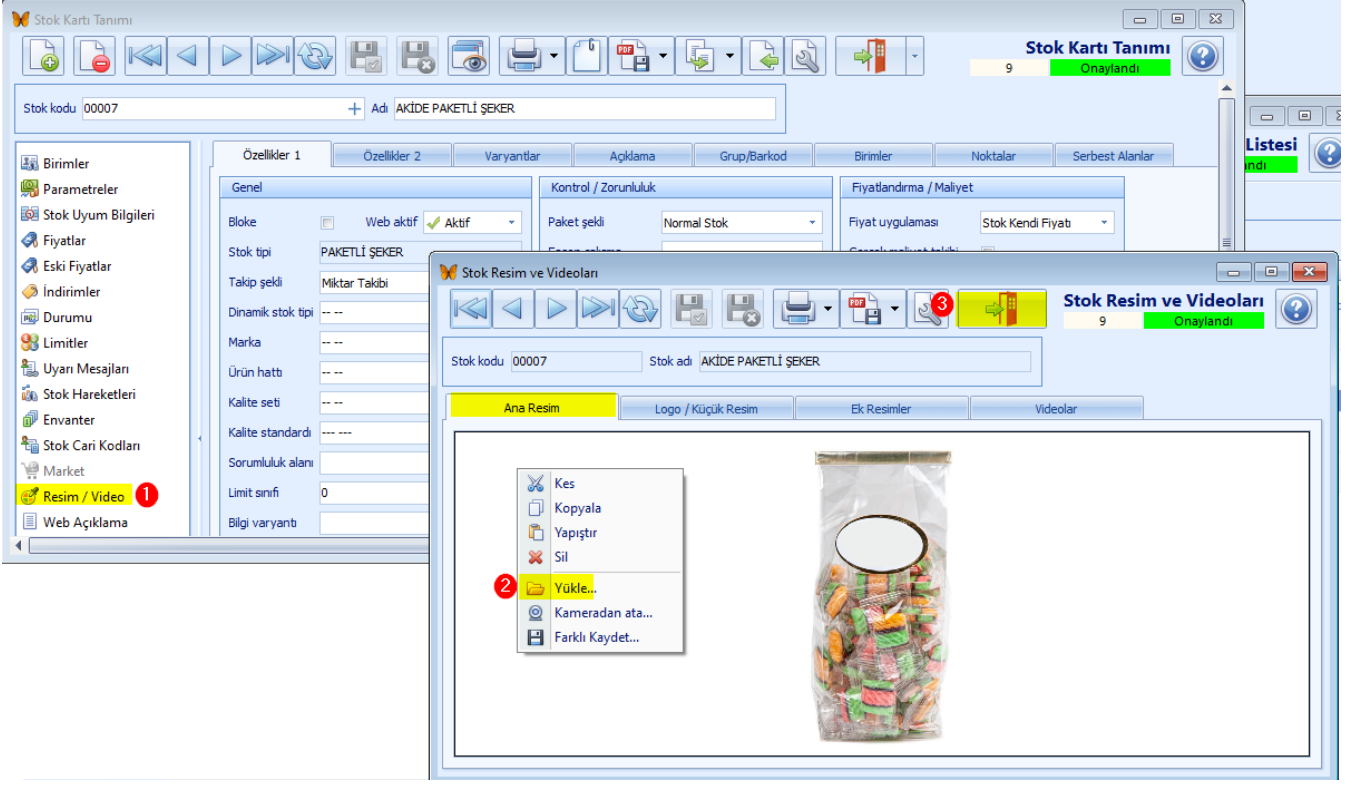 Stok Kartı Tanımı
Stok Kartı Tanımı
9 Onaylandı
Stok kodu 00007 Adı AKİDE PAKETLİ ŞEKER
Listesi
Birimler
Parametreler
Stok Uyum Bilgileri
Fiyatlar
Eski Fiyatlar
İndirimler
Durumu
Limitler
Uyarı Mesajları
Stok Hareketleri
Envanter
Stok Cari Kodları
Market
Resim / Video 1
Web Açıklama
Özellikler 1 Özellikler 2 Varyantlar Açıklama Grup/Barkod Birimler Noktalar Serbest Alanlar
Genel Kontrol / Zorunluluk Fiyatlandırma / Maliyet
Bloke Web aktif Aktif Paket şekli Normal Stok Fiyat uygulaması Stok Kendi Fiyatı
Stok tipi PAKETLİ ŞEKER
Takip şekli Miktar Takibi
Dinamik stok tipi -- --
Marka -- --
Ürün hattı -- --
Kalite seti -- --
Kalite standardı --- ---
Sorumluluk alanı
Limit sınıfı 0
Bilgi varyantı
Stok Resim ve Videoları
PDF
3
Stok Resim ve Videoları
9 Onaylandı
Stok kodu 00007 Stok adı AKİDE PAKETLİ ŞEKER
Ana Resim Logo / Küçük Resim Ek Resimler Videolar
Kes
Kopyala
Yapıştır
Sil
2 Yükle...
Kameradan ata...
Farklı Kaydet...